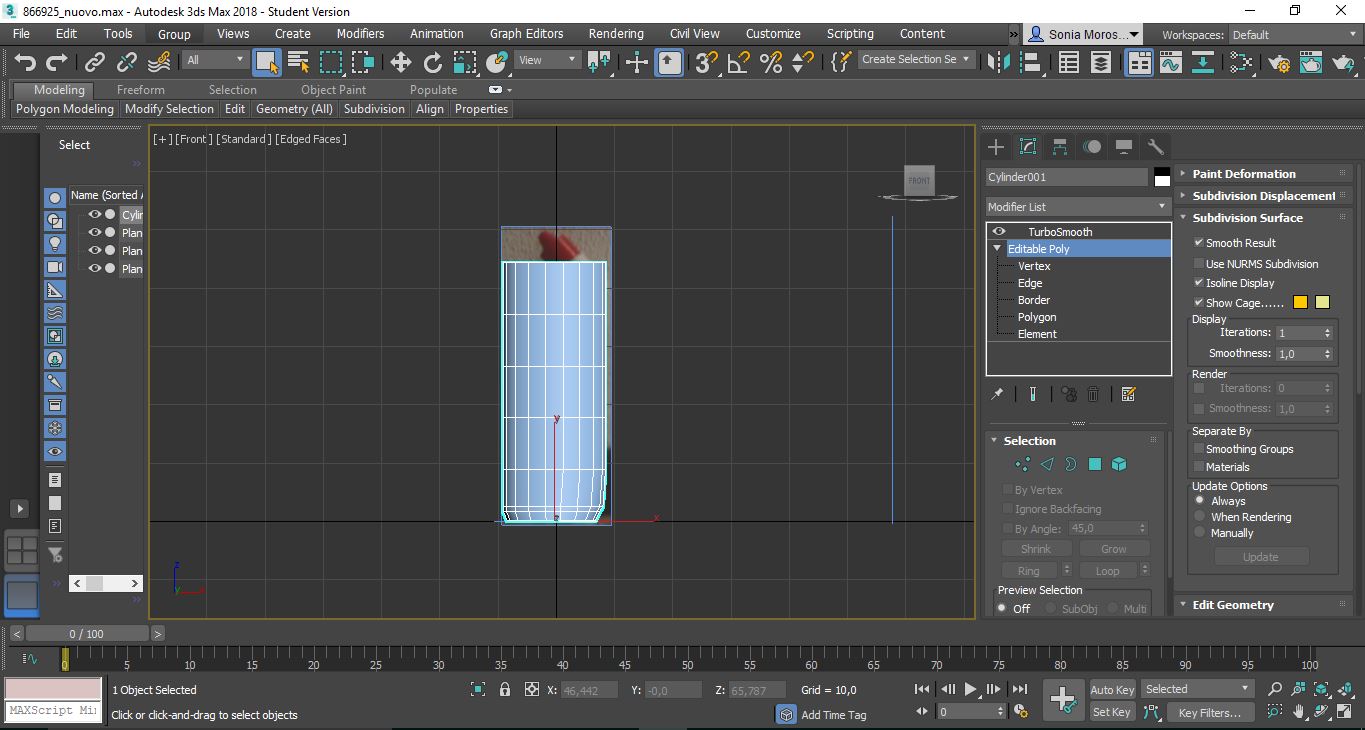 866925_nuovo.max - Autodesk 3ds Max 2018 - Student Version
File Edit Tools Group Views Create Modifiers Animation Graph Editors Rendering Civil View Customize Scripting Content » Sonia Moros... Workspaces: Default
All View 3 Create Selection Se
Modeling Freeform Selection Object Paint Populate
Polygon Modeling Modify Selection Edit Geometry (All) Subdivision Align Properties
Select
Name (Sorted A
Cylin
Plan
Plan
Plan
[+] [Front] [Standard] [Edged Faces]
FRONT
y
z
x
z
y
x
Cylinder001
Modifier List
TurboSmooth
Editable Poly
Vertex
Edge
Border
Polygon
Element
Selection
By Vertex
Ignore Backfacing
By Angle: 45,0
Shrink Grow
Ring Loop
Preview Selection
Off SubObj Multi
Paint Deformation
Subdivision Displacement
Subdivision Surface
Smooth Result
Use NURMS Subdivision
Isoline Display
Show Cage......
Display
Iterations: 1
Smoothness: 1,0
Render
Iterations: 0
Smoothness: 1,0
Separate By
Smoothing Groups
Materials
Update Options
Always
When Rendering
Manually
Update
Edit Geometry
< 0 / 100 >
0 5 10 15 20 25 30 35 40 45 50 55 60 65 70 75 80 85 90 95 100
1 Object Selected X: 46,442 Y: -0,0 Z: 65,787 Grid = 10,0 Auto Key Selected
MAXScript Min Click or click-and-drag to select objects Add Time Tag 0 Set Key Key Filters...